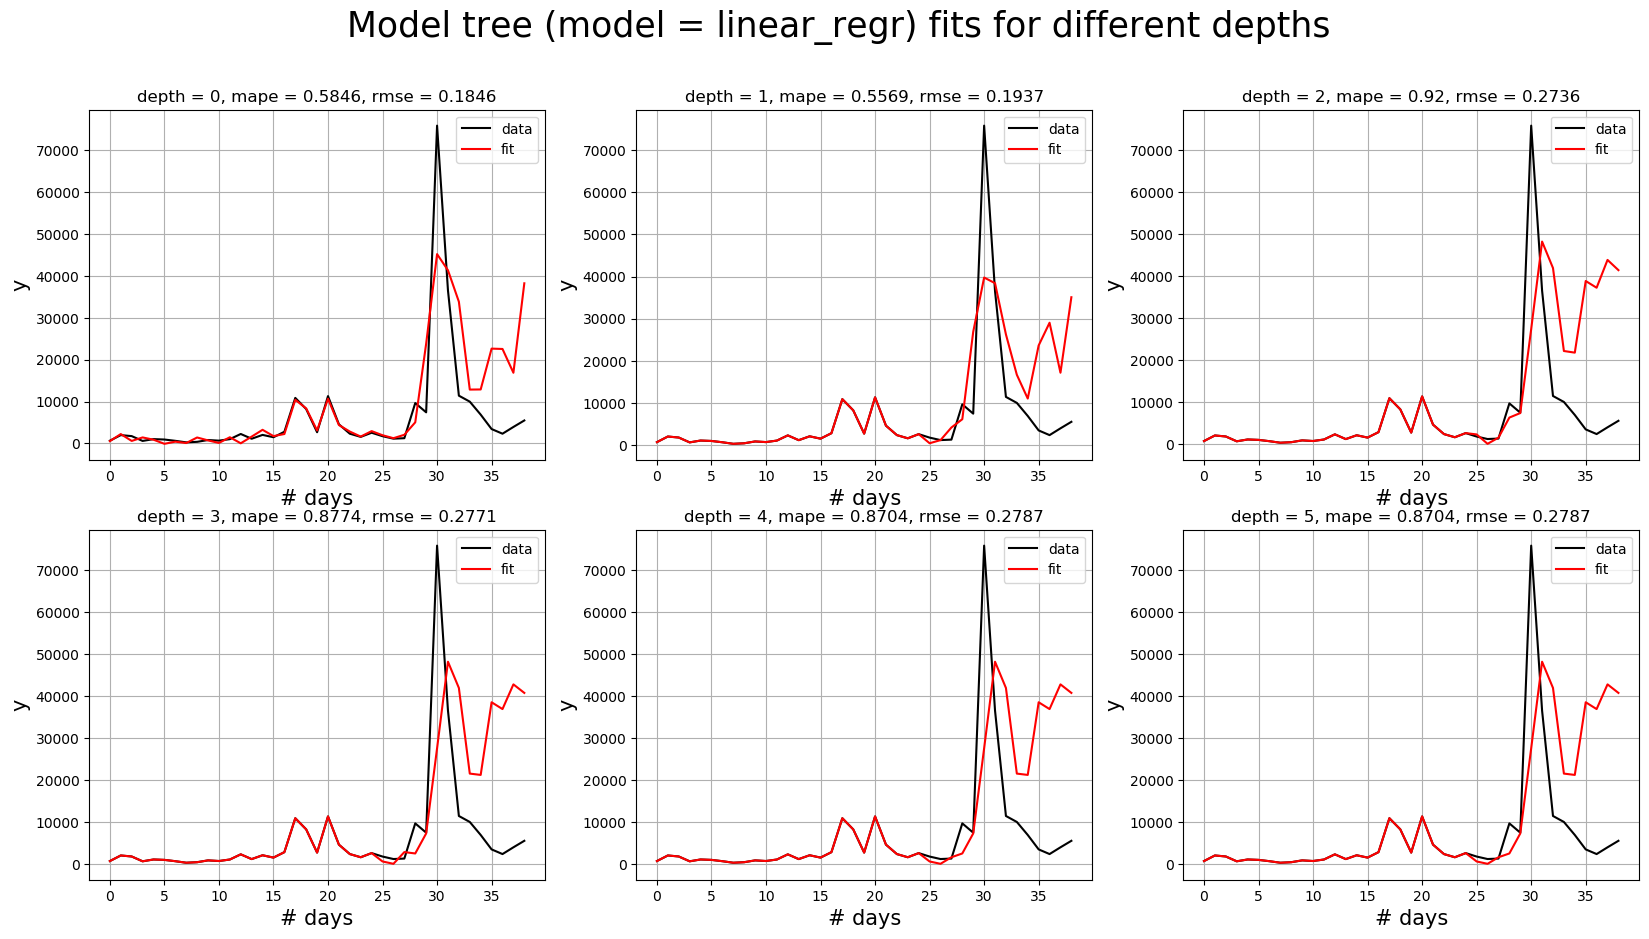 Model tree (model = linear_regr) fits for different depths
depth = 0, mape = 0.5846, rmse = 0.1846
data
fit
70000
60000
50000
40000
30000
20000
10000
0
y
0 5 10 15 20 25 30 35
# days
depth = 1, mape = 0.5569, rmse = 0.1937
data
fit
70000
60000
50000
40000
30000
20000
10000
0
y
0 5 10 15 20 25 30 35
# days
depth = 2, mape = 0.92, rmse = 0.2736
data
fit
70000
60000
50000
40000
30000
20000
10000
0
y
0 5 10 15 20 25 30 35
# days
depth = 3, mape = 0.8774, rmse = 0.2771
data
fit
70000
60000
50000
40000
30000
20000
10000
0
y
0 5 10 15 20 25 30 35
# days
depth = 4, mape = 0.8704, rmse = 0.2787
data
fit
70000
60000
50000
40000
30000
20000
10000
0
y
0 5 10 15 20 25 30 35
# days
depth = 5, mape = 0.8704, rmse = 0.2787
data
fit
70000
60000
50000
40000
30000
20000
10000
0
y
0 5 10 15 20 25 30 35
# days